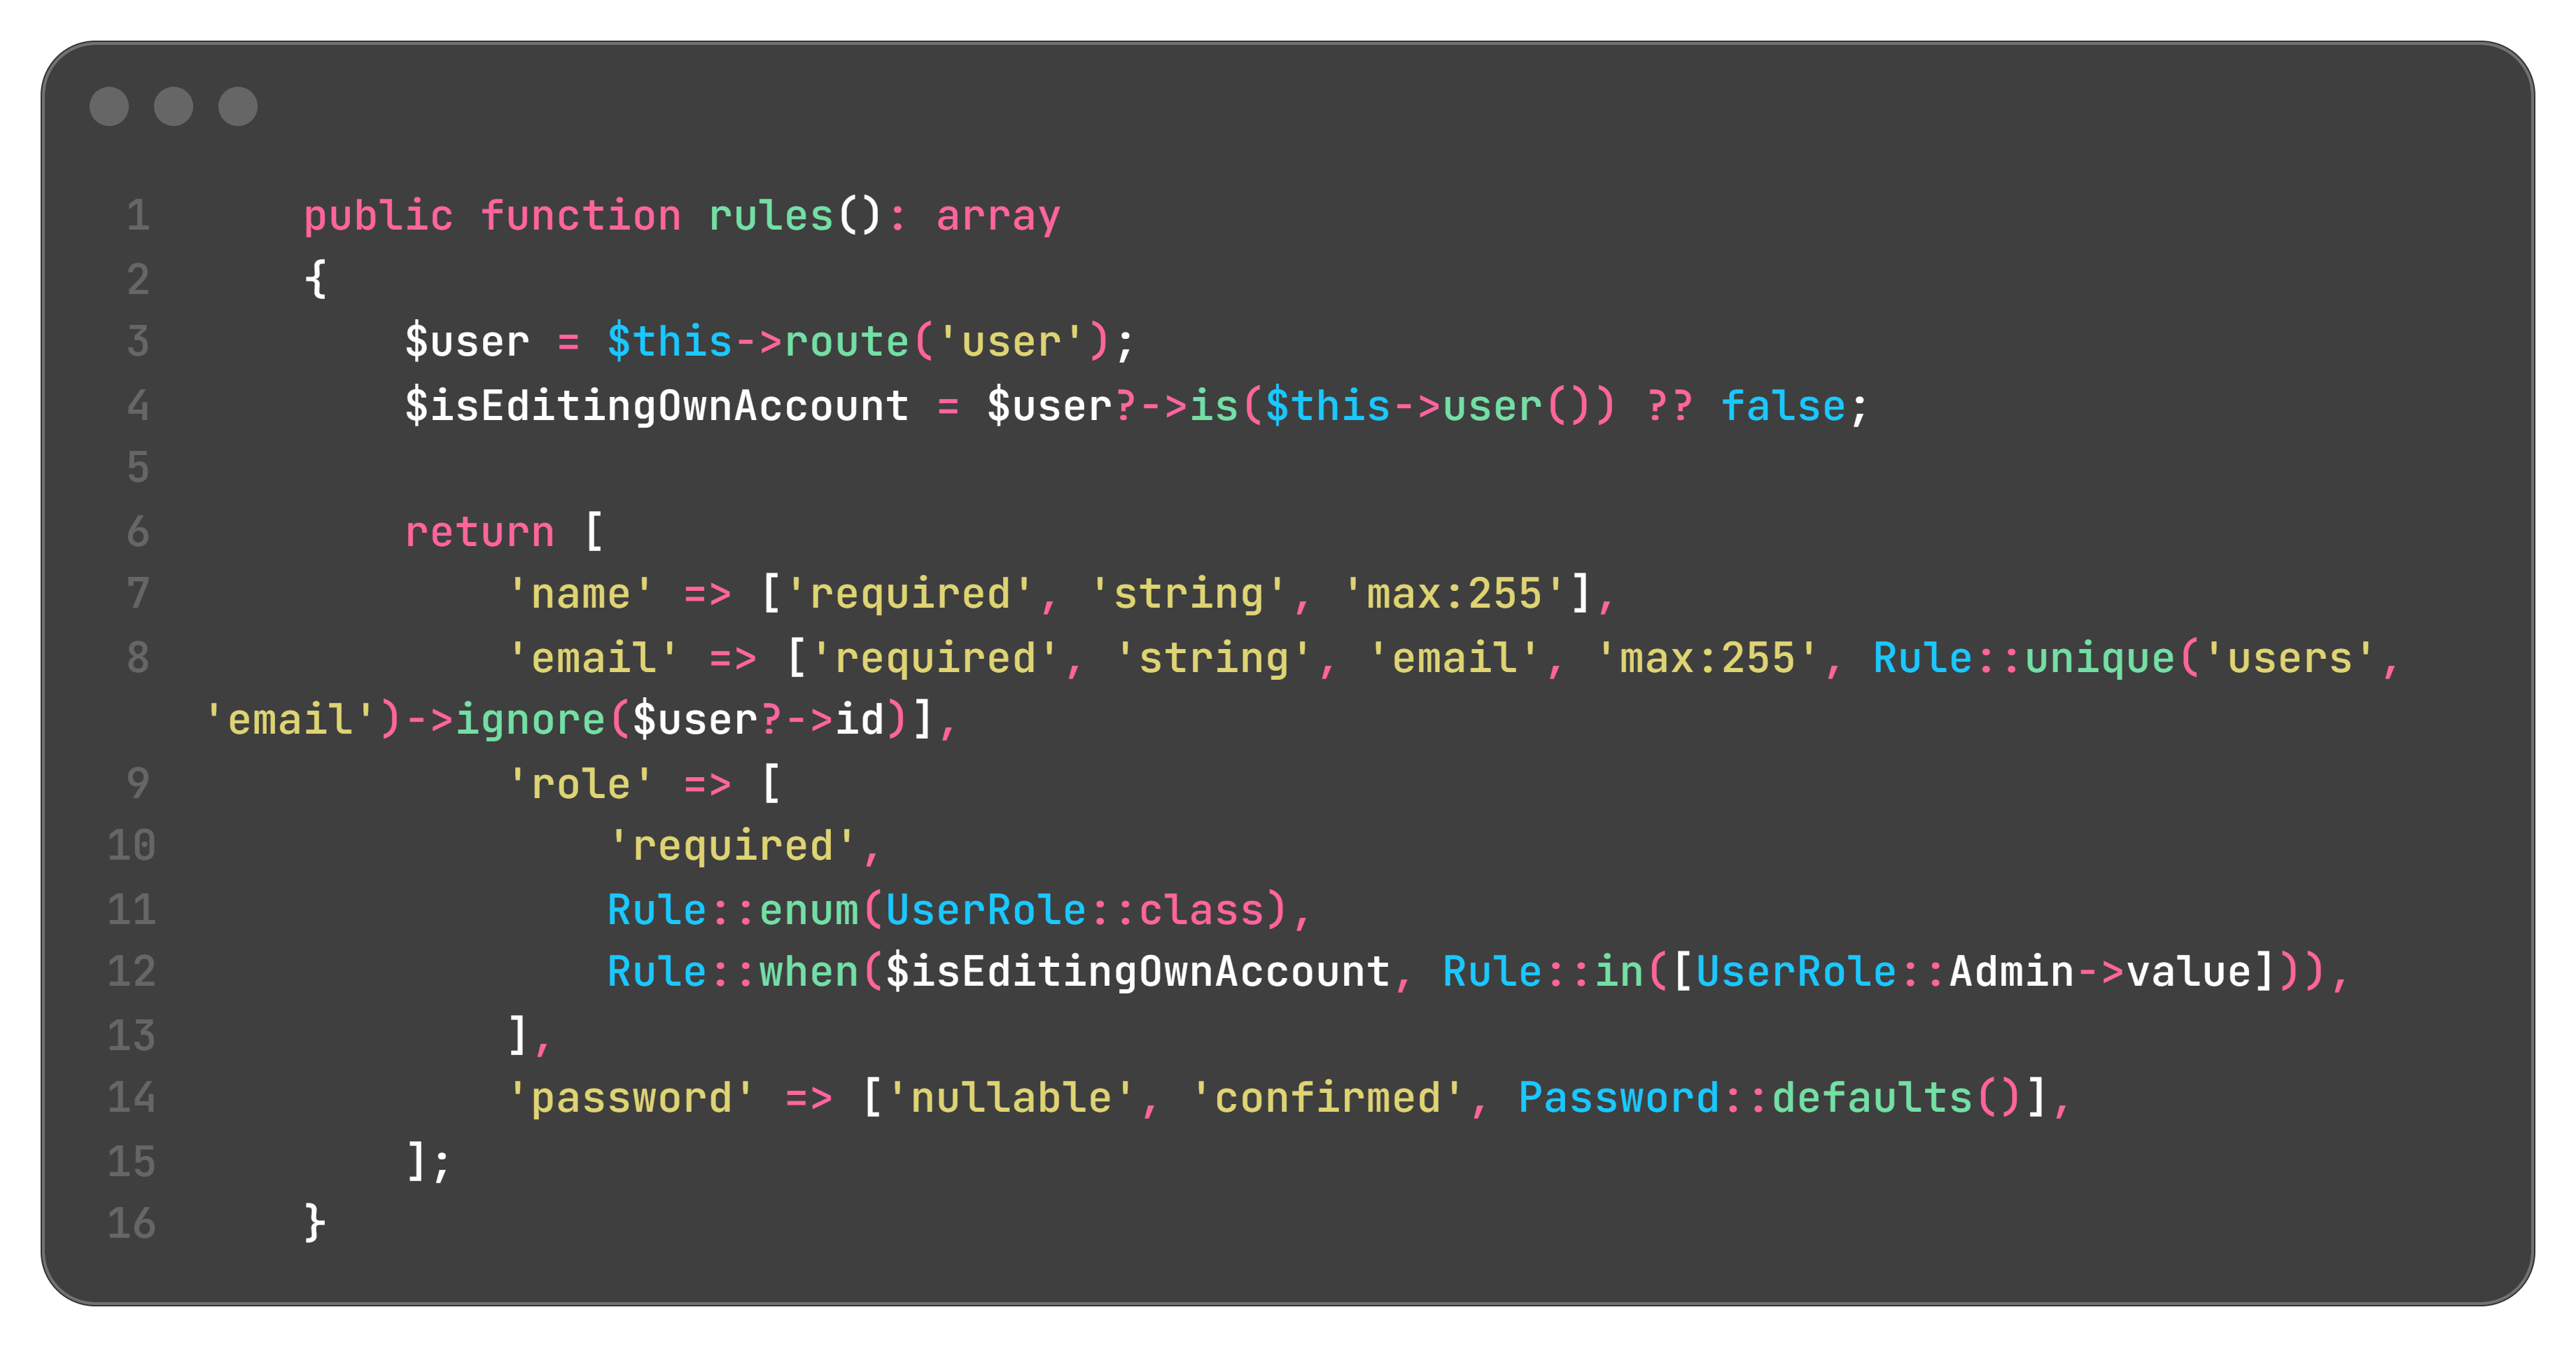 1 public function rules(): array
2 {
3 $user = $this->route('user');
4 $isEditingOwnAccount = $user?->is($this->user()) ?? false;
5
6 return [
7 'name' => ['required', 'string', 'max:255'],
8 'email' => ['required', 'string', 'email', 'max:255', Rule::unique('users',
'email')->ignore($user?->id)],
9 'role' => [
10 'required',
11 Rule::enum(UserRole::class),
12 Rule::when($isEditingOwnAccount, Rule::in([UserRole::Admin->value])),
13 ],
14 'password' => ['nullable', 'confirmed', Password::defaults()],
15 ];
16 }